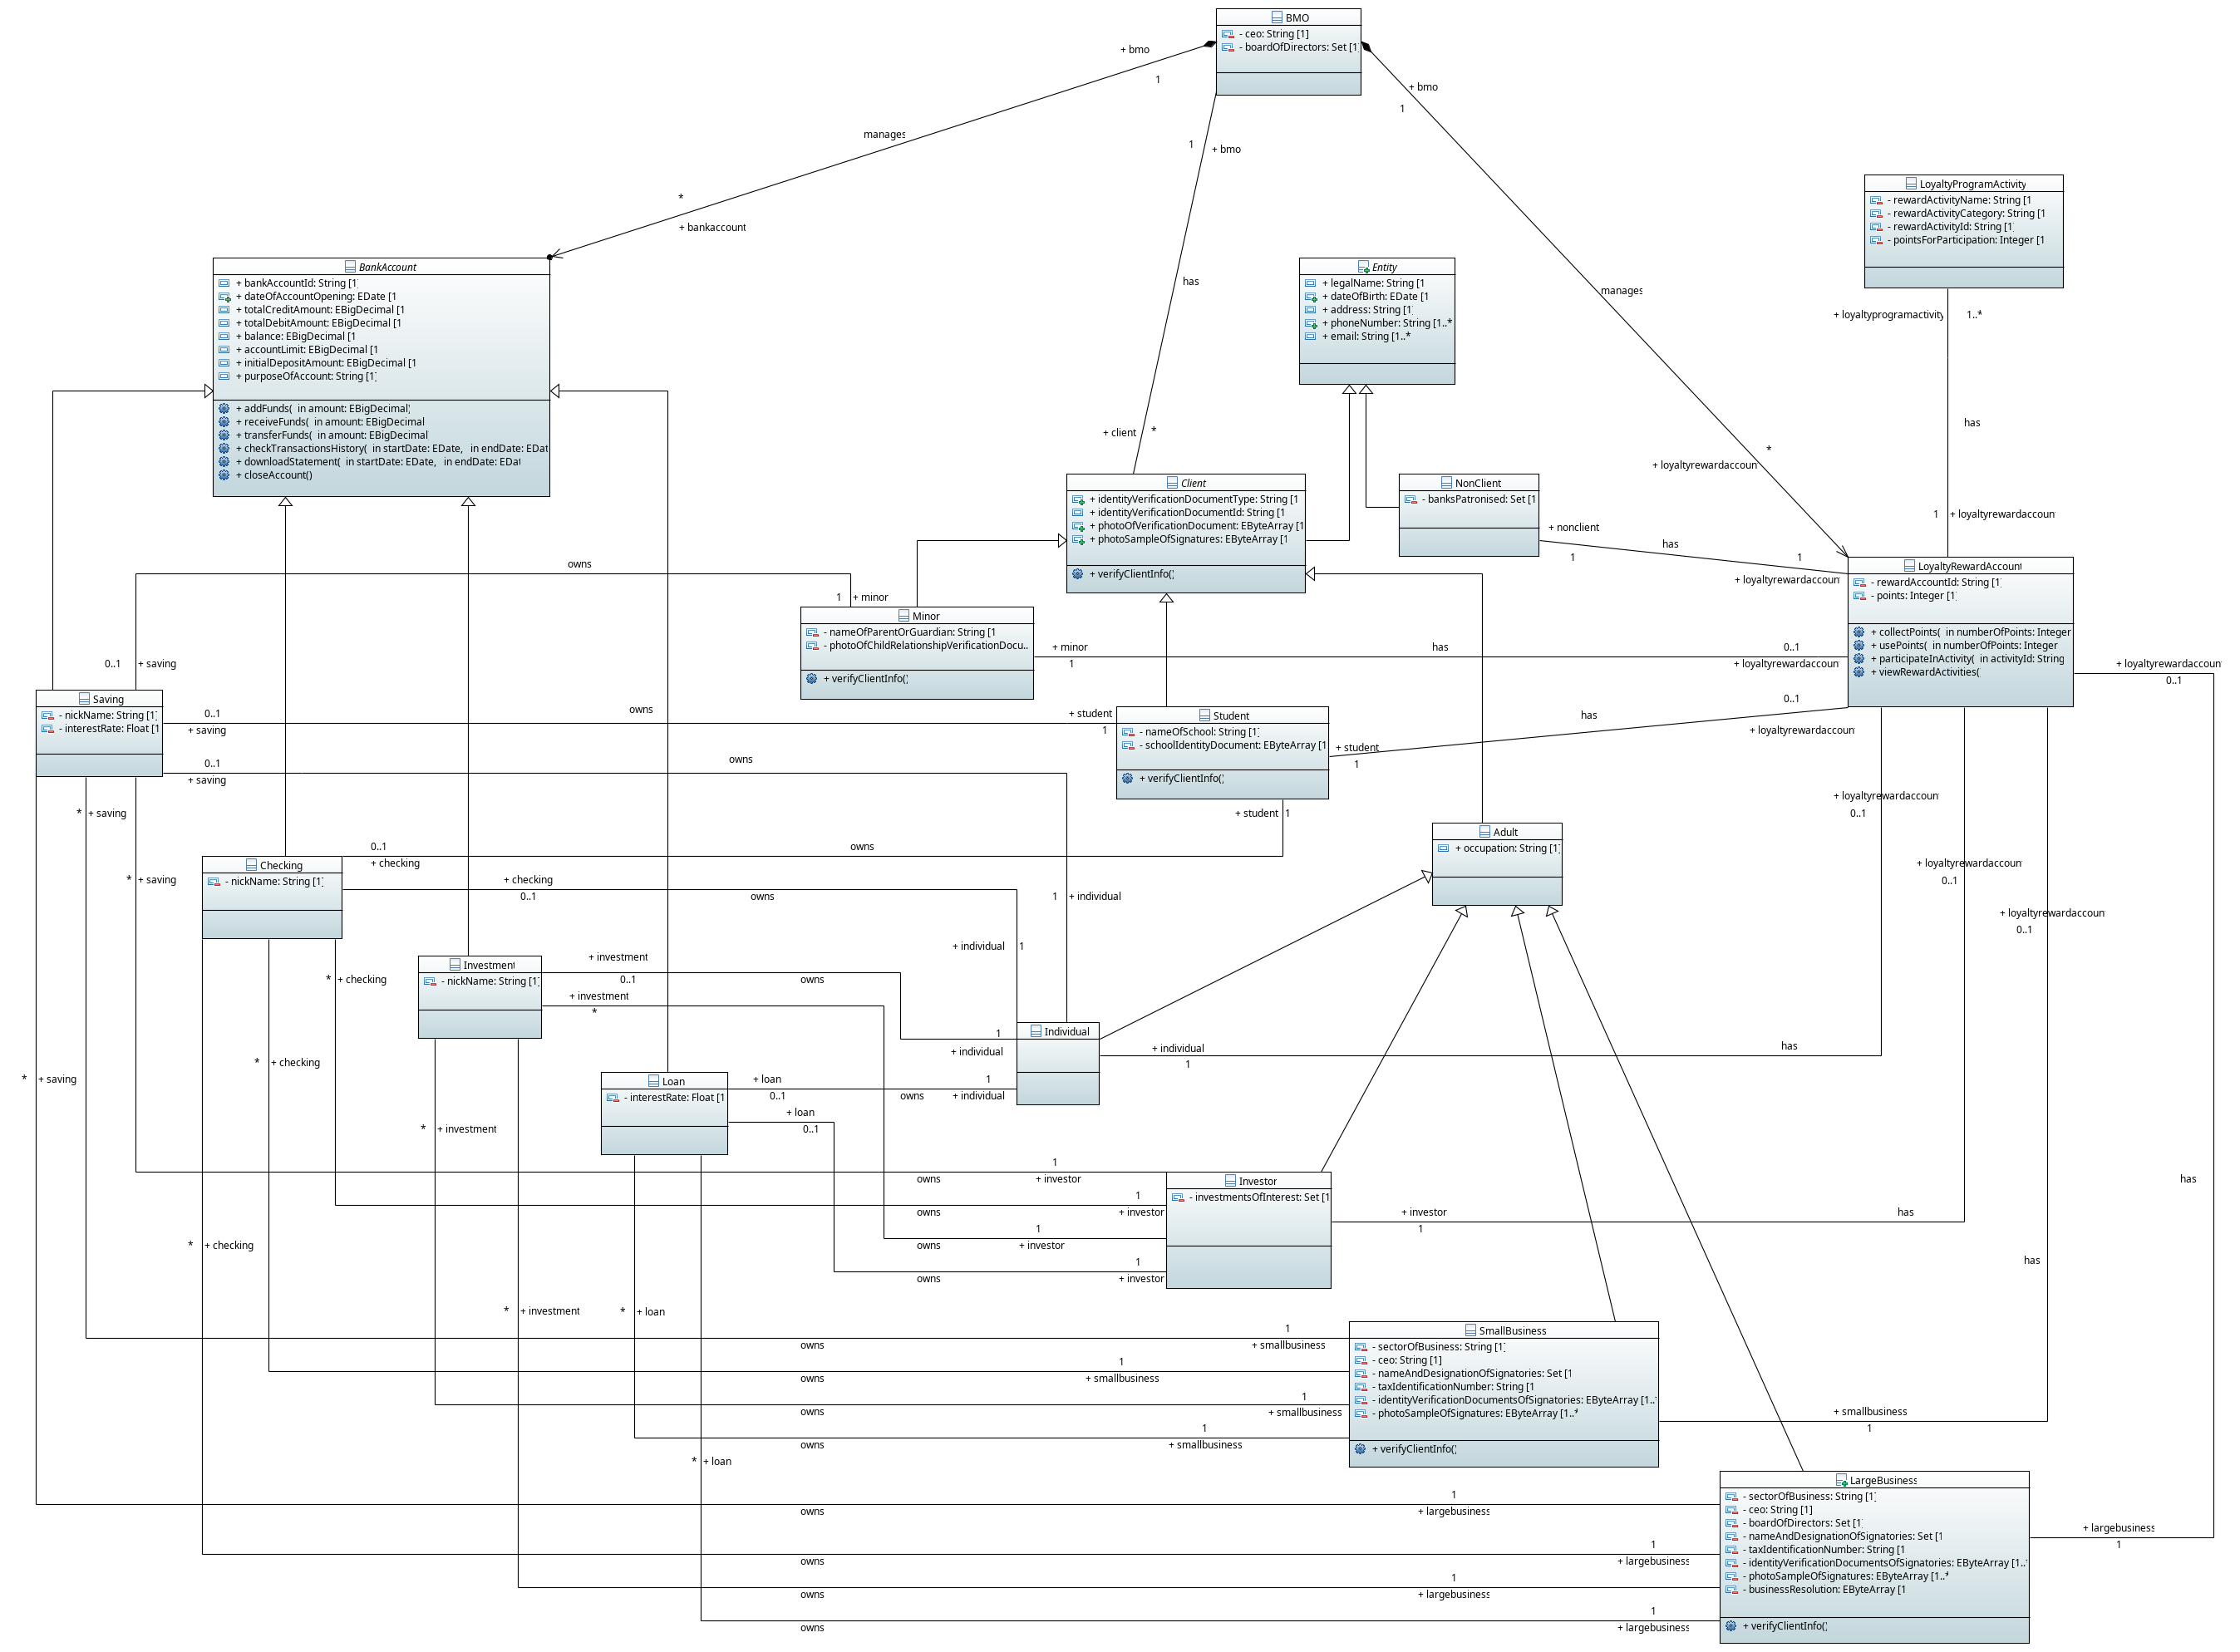 BMO
- ceo: String [1]
- boardOfDirectors: Set [1]
+ bmo
1
+ bmo
1
manages
1
+ bmo
*
+ bankaccount
has
manages
+ client
*
*
+ loyaltyrewardaccoun
LoyaltyProgramActivity
- rewardActivityName: String [1
- rewardActivityCategory: String [1
- rewardActivityId: String [1]
- pointsForParticipation: Integer [1
+ loyaltyprogramactivity
1..*
has
1
+ loyaltyrewardaccoun
BankAccount
+ bankAccountId: String [1]
+ dateOfAccountOpening: EDate [1
+ totalCreditAmount: EBigDecimal [1
+ totalDebitAmount: EBigDecimal [1
+ balance: EBigDecimal [1
+ accountLimit: EBigDecimal [1
+ initialDepositAmount: EBigDecimal [1
+ purposeOfAccount: String [1]
+ addFunds(  in amount: EBigDecimal)
+ receiveFunds(  in amount: EBigDecimal
+ transferFunds(  in amount: EBigDecimal
+ checkTransactionsHistory(  in startDate: EDate,   in endDate: EDat
+ downloadStatement(  in startDate: EDate,   in endDate: EDat
+ closeAccount()
Entity
+ legalName: String [1
+ dateOfBirth: EDate [1
+ address: String [1]
+ phoneNumber: String [1..*
+ email: String [1..*
Client
+ identityVerificationDocumentType: String [1
+ identityVerificationDocumentId: String [1
+ photoOfVerificationDocument: EByteArray [1
+ photoSampleOfSignatures: EByteArray [1
+ verifyClientInfo()
NonClient
- banksPatronised: Set [1
+ nonclient
1
has
1
+ loyaltyrewardaccoun
LoyaltyRewardAccount
- rewardAccountId: String [1]
- points: Integer [1]
+ collectPoints(  in numberOfPoints: Integer
+ usePoints(  in numberOfPoints: Integer
+ participateInActivity(  in activityId: String
+ viewRewardActivities(
owns
1
+ minor
0..1
+ saving
Minor
- nameOfParentOrGuardian: String [1
- photoOfChildRelationshipVerificationDocu..
+ verifyClientInfo()
+ minor
1
has
0..1
+ loyaltyrewardaccoun
+ loyaltyrewardaccoun
0..1
Saving
- nickName: String [1]
- interestRate: Float [1
0..1
+ saving
owns
+ student
1
0..1
+ saving
owns
Student
- nameOfSchool: String [1]
- schoolIdentityDocument: EByteArray [1
+ verifyClientInfo()
+ student
1
has
0..1
+ loyaltyrewardaccoun
*
+ saving
+ student
1
0..1
+ checking
owns
*
+ saving
+ loyaltyrewardaccoun
0..1
+ loyaltyrewardaccoun
0..1
+ loyaltyrewardaccoun
0..1
Adult
+ occupation: String [1]
Checking
- nickName: String [1]
+ checking
0..1
owns
1
+ individual
+ individual
1
*
+ checking
Investment
- nickName: String [1]
+ investment
0..1
owns
+ investment
*
1
+ individual
Individual
+ individual
1
has
*
+ saving
*
+ checking
Loan
- interestRate: Float [1
+ loan
0..1
owns
1
+ individual
+ loan
0..1
*
+ investment
1
owns
+ investor
1
owns
+ investor
1
owns
+ investor
1
owns
+ investor
Investor
- investmentsOfInterest: Set [1
+ investor
1
has
has
has
*
+ checking
*
+ investment
*
+ loan
1
owns
+ smallbusiness
1
owns
+ smallbusiness
1
owns
+ smallbusiness
1
owns
+ smallbusiness
SmallBusiness
- sectorOfBusiness: String [1]
- ceo: String [1]
- nameAndDesignationOfSignatories: Set [1
- taxIdentificationNumber: String [1
- identityVerificationDocumentsOfSignatories: EByteArray [1..*
- photoSampleOfSignatures: EByteArray [1..*
+ verifyClientInfo()
+ smallbusiness
1
*
+ loan
1
owns
+ largebusiness
1
owns
+ largebusiness
1
owns
+ largebusiness
1
owns
+ largebusiness
LargeBusiness
- sectorOfBusiness: String [1]
- ceo: String [1]
- boardOfDirectors: Set [1]
- nameAndDesignationOfSignatories: Set [1
- taxIdentificationNumber: String [1
- identityVerificationDocumentsOfSignatories: EByteArray [1..*
- photoSampleOfSignatures: EByteArray [1..*
- businessResolution: EByteArray [1
+ verifyClientInfo()
+ largebusiness
1